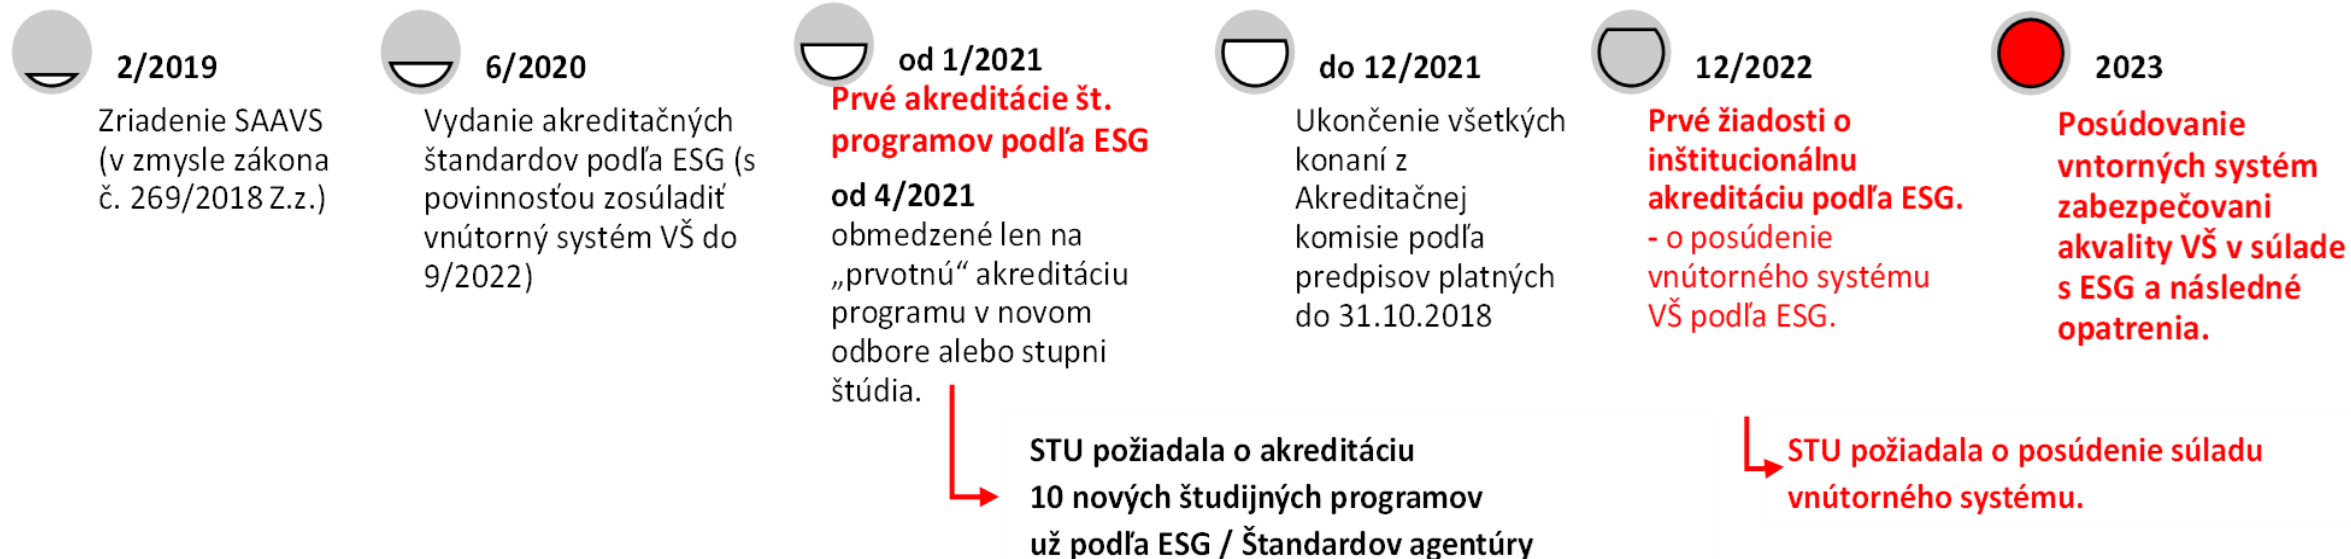 2/2019
Zriadenie SAAVS
(v zmysle zákona
č. 269/2018 Z.z.)
6/2020
Vydanie akreditačných
štandardov podľa ESG (s
povinnosťou zosúladiť
vnútorný systém VŠ do
9/2022)
od 1/2021
Prvé akreditácie št.
programov podľa ESG
od 4/2021
obmedzené len na
„prvotnú“ akreditáciu
programu v novom
odbore alebo stupni
štúdia.
STU požiadala o akreditáciu
10 nových študijných programov
už podľa ESG / Štandardov agentúry
do 12/2021
Ukončenie všetkých
konaní z
Akreditačnej
komisie podľa
predpisov platných
do 31.10.2018
12/2022
Prvé žiadosti o
inštitucionálnu
akreditáciu podľa ESG.
- o posúdenie
vnútorného systému
VŠ podľa ESG.
STU požiadala o posúdenie súladu
vnútorného systému.
2023
Posúdovanie
vntorných systém
zabezpečovani
akvality VŠ v súlade
s ESG a následné
opatrenia.